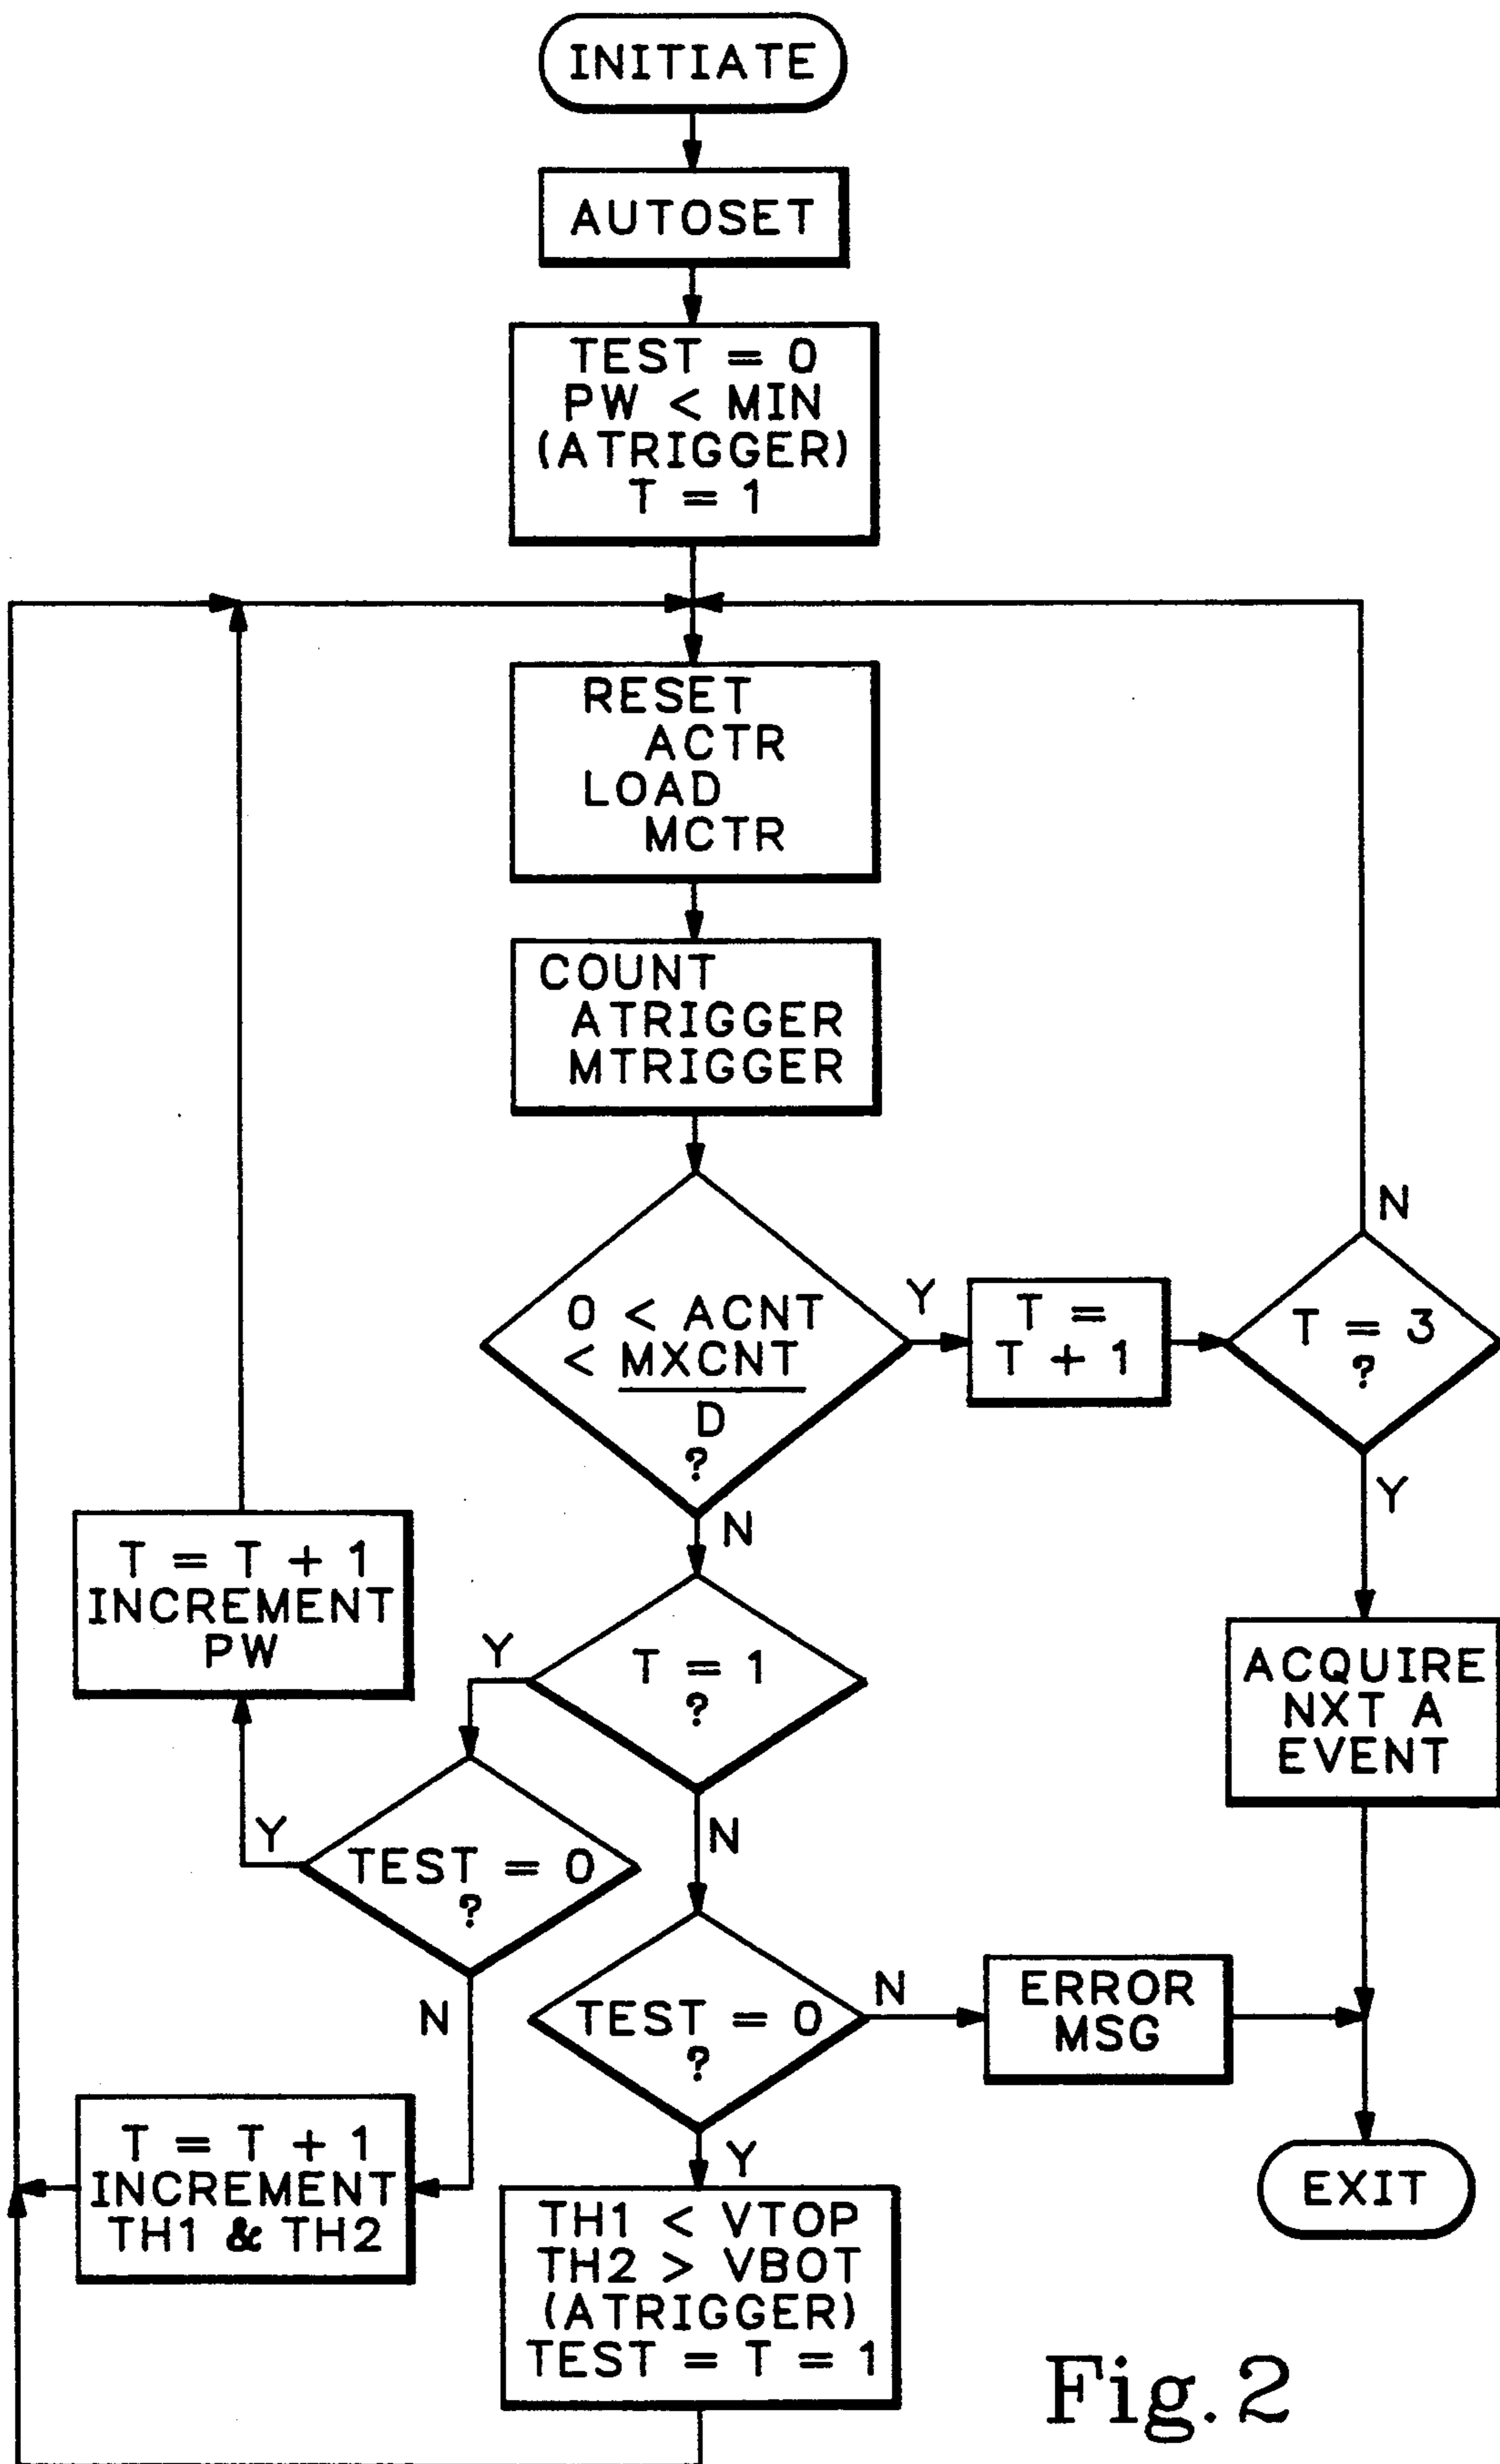 INITIATE
AUTOSET
TEST = 0
PW < MIN
(ATRIGGER)
T = 1
RESET
ACTR
LOAD
MCTR
COUNT
ATRIGGER
MTRIGGER
0 < ACNT
< MXCNT
D
?
Y
T =
T + 1
T = 3
?
N
Y
N
T = 1
?
Y
N
TEST = 0
?
Y
N
T = T + 1
INCREMENT
PW
ACQUIRE
NXT A
EVENT
TEST = 0
?
N
Y
ERROR
MSG
T = T + 1
INCREMENT
TH1 & TH2
TH1 < VTOP
TH2 > VBOT
(ATRIGGER)
TEST = T = 1
EXIT
Fig. 2